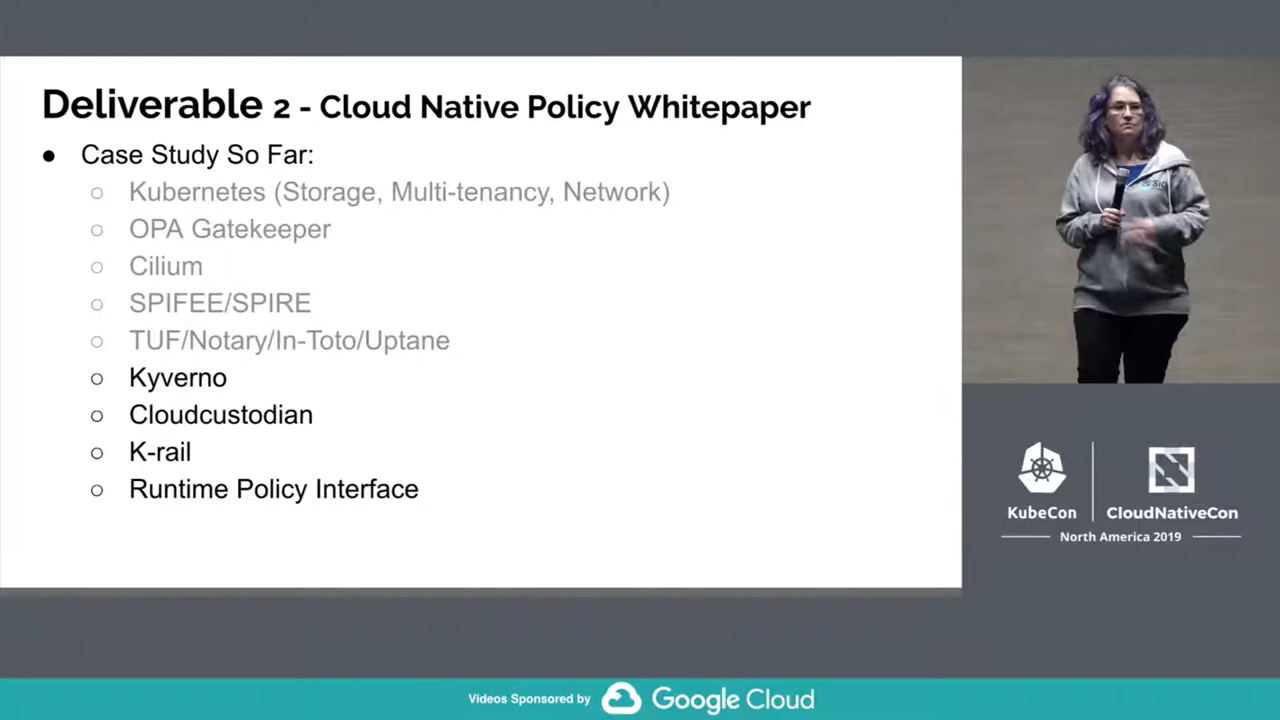 Deliverable 2 - Cloud Native Policy Whitepaper
● Case Study So Far:
○ Kubernetes (Storage, Multi-tenancy, Network)
○ OPA Gatekeeper
○ Cilium
○ SPIFEE/SPIRE
○ TUF/Notary/In-Toto/Uptane
○ Kyverno
○ Cloudcustodian
○ K-rail
○ Runtime Policy Interface
KubeCon
CloudNativeCon
North America 2019
Videos Sponsored by Google Cloud